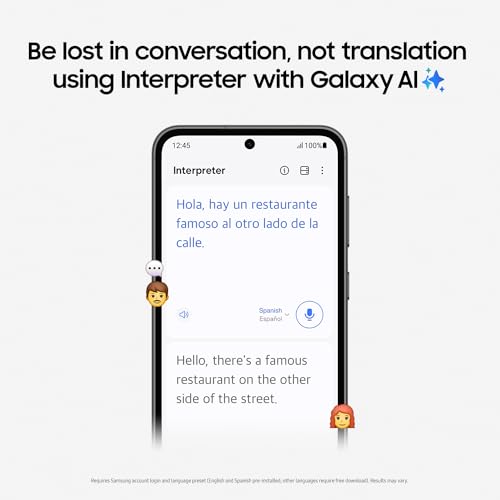 Be lost in conversation, not translation
using Interpreter with Galaxy AI
12:45
100%
Interpreter
Hola, hay un restaurante
famoso al otro lado de la
calle.
Spanish
Español
Hello, there's a famous
restaurant on the other
side of the street.
Requires Samsung account login and language preset (English and Spanish pre-installed, other languages require free download). Results may vary.